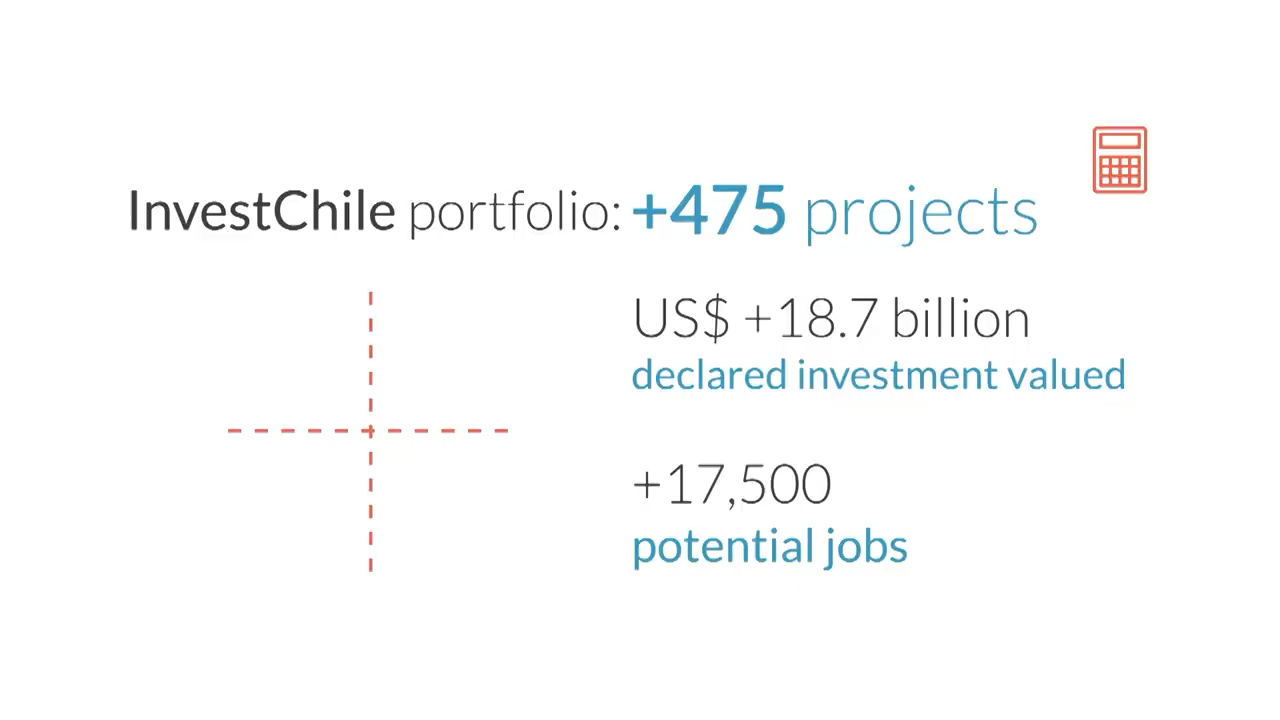 InvestChile portfolio: +475 projects
US$ +18.7 billion
declared investment valued
+17,500
potential jobs